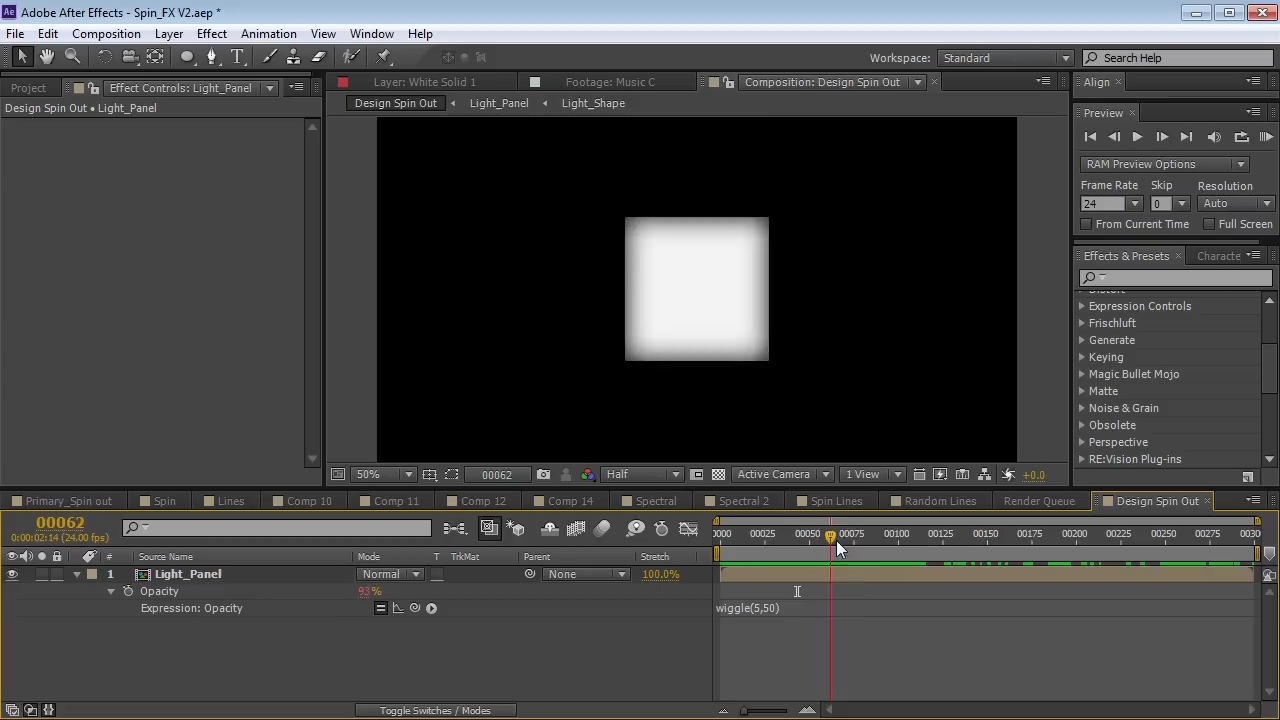 Adobe After Effects - Spin_FX V2.aep *
File Edit Composition Layer Effect Animation View Window Help
Workspace: Standard Search Help
Project Effect Controls: Light_Panel Layer: White Solid 1 Footage: Music C Composition: Design Spin Out Align
Design Spin Out • Light_Panel
Design Spin Out Light_Panel Light_Shape
Preview
RAM Preview Options
Frame Rate Skip Resolution
24 0 Auto
From Current Time Full Screen
Effects & Presets Characte
Expression Controls
Frischluft
Generate
Keying
Magic Bullet Mojo
Matte
Noise & Grain
Obsolete
Perspective
RE:Vision Plug-ins
50% 00062 Half Active Camera 1 View +0.0
Primary_Spin out Spin Lines Comp 10 Comp 11 Comp 12 Comp 14 Spectral Spectral 2 Spin Lines Random Lines Render Queue Design Spin Out
00062
0:00:02:14 (24.00 fps)
0000 00025 00050 00075 00100 00125 00150 00175 00200 00225 0030
# Source Name Mode T TrkMat Parent Stretch
1 Light_Panel Normal None 100.0%
Opacity 93%
Expression: Opacity wiggle(5,50)
Toggle Switches / Modes